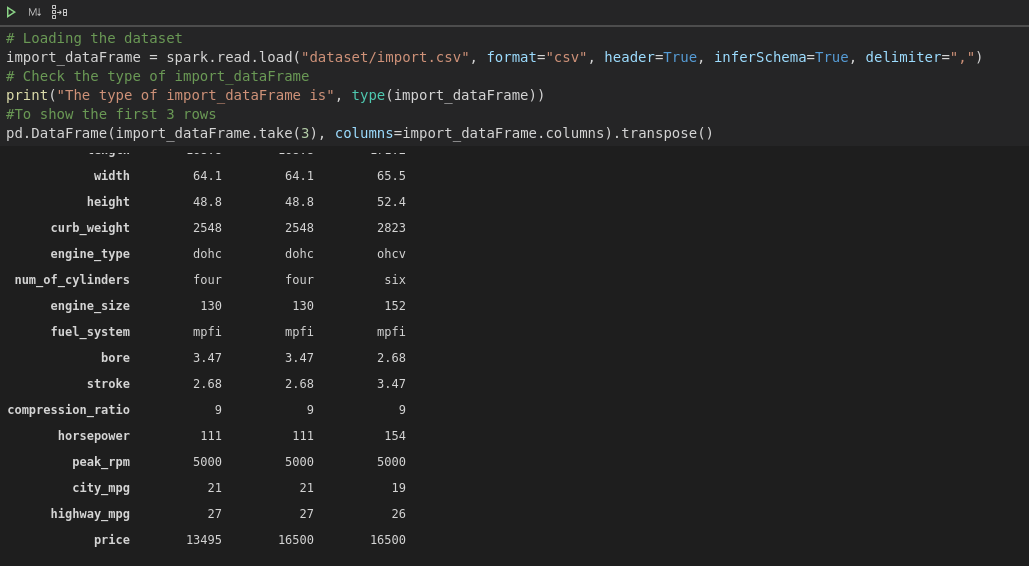 M↓
# Loading the dataset
import_dataFrame = spark.read.load("dataset/import.csv", format="csv", header=True, inferSchema=True, delimiter=",")
# Check the type of import_dataFrame
print("The type of import_dataFrame is", type(import_dataFrame))
#To show the first 3 rows
pd.DataFrame(import_dataFrame.take(3), columns=import_dataFrame.columns).transpose()
width 64.1 64.1 65.5
height 48.8 48.8 52.4
curb_weight 2548 2548 2823
engine_type dohc dohc ohcv
num_of_cylinders four four six
engine_size 130 130 152
fuel_system mpfi mpfi mpfi
bore 3.47 3.47 2.68
stroke 2.68 2.68 3.47
compression_ratio 9 9 9
horsepower 111 111 154
peak_rpm 5000 5000 5000
city_mpg 21 21 19
highway_mpg 27 27 26
price 13495 16500 16500